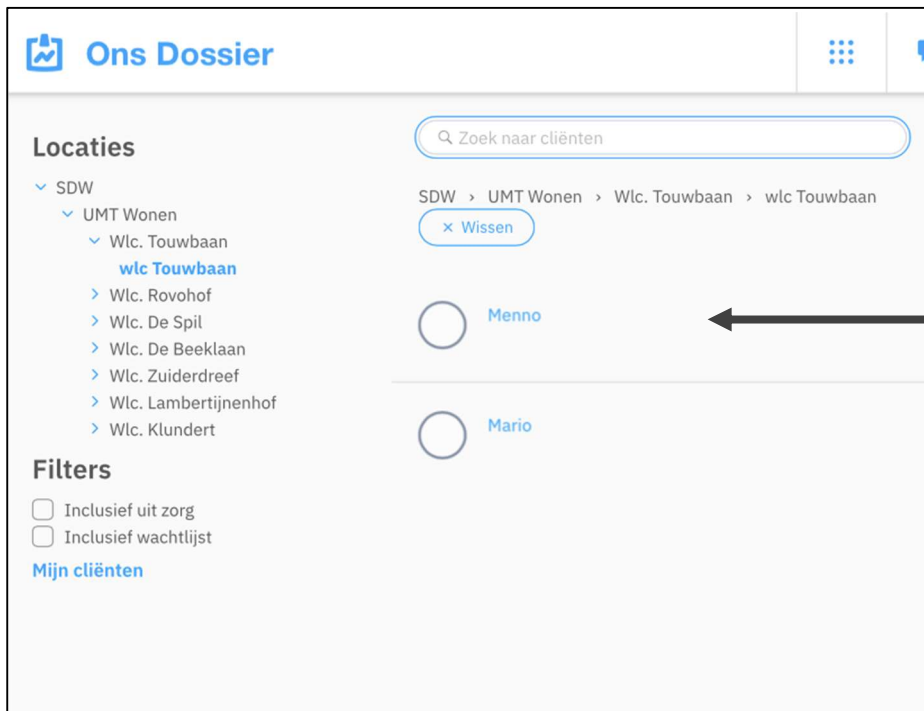 Ons Dossier
Locaties
SDW
UMT Wonen
Wlc. Touwbaan
wlc Touwbaan
Wlc. Rovohof
Wlc. De Spil
Wlc. De Beeklaan
Wlc. Zuiderdreef
Wlc. Lambertijnenhof
Wlc. Klundert
Filters
Inclusief uit zorg
Inclusief wachtlijst
Mijn cliënten
Zoek naar cliënten
SDW › UMT Wonen › Wlc. Touwbaan › wlc Touwbaan
× Wissen
Menno
Mario